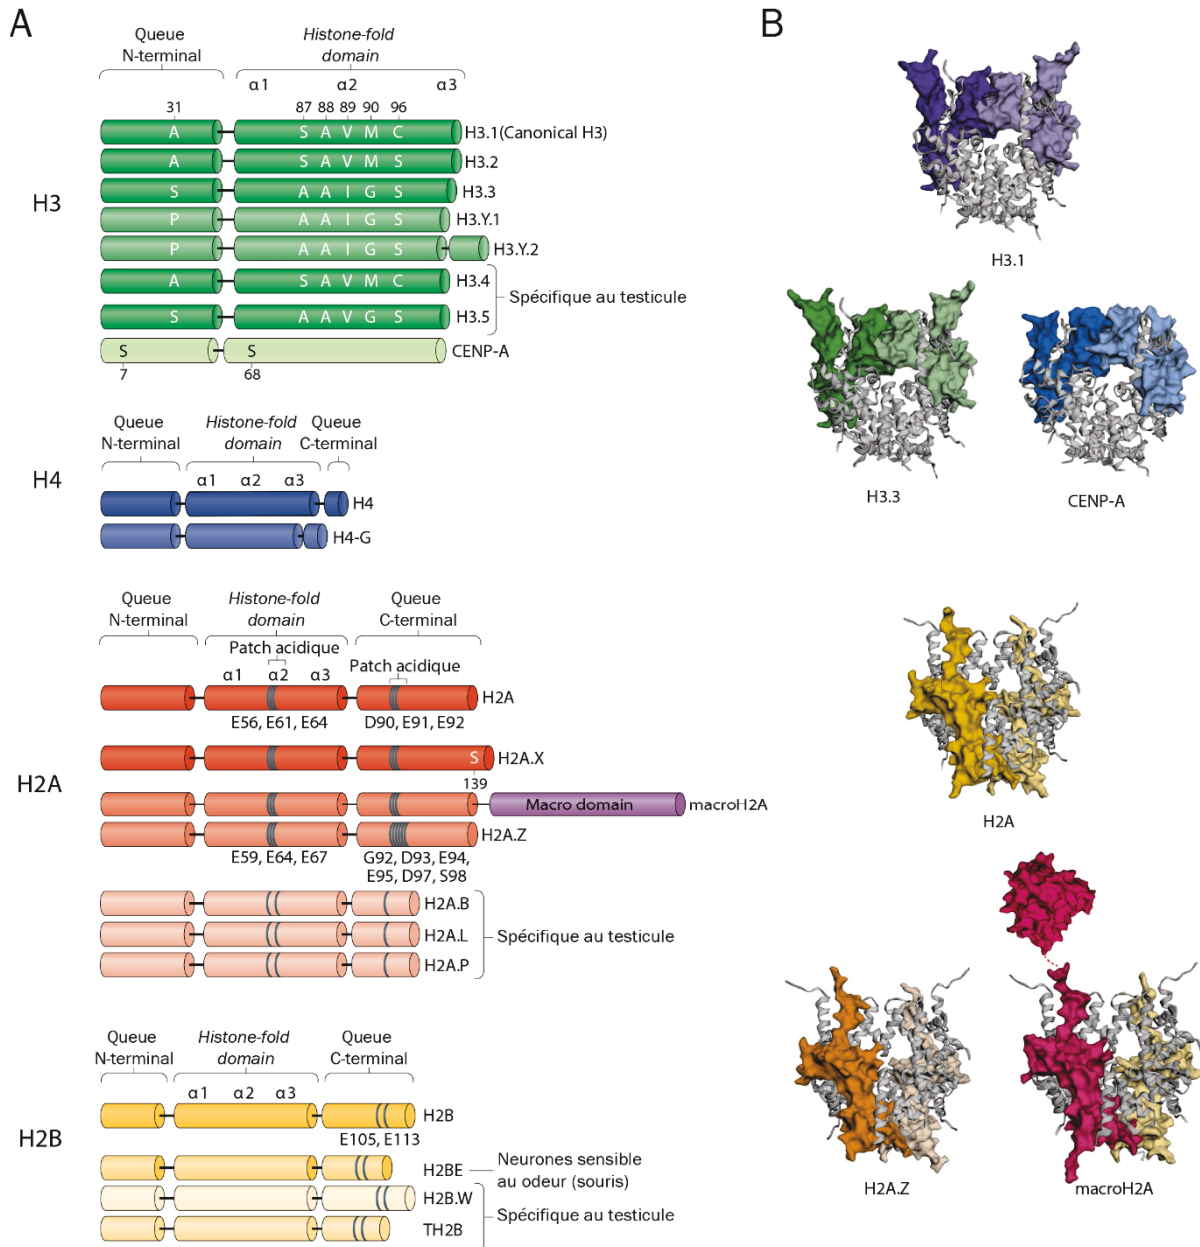 A
Queue
N-terminal
Histone-fold
domain
α1 α2 α3
31 87 88 89 90 96
H3
A S A V M C H3.1(Canonical H3)
A S A V M S H3.2
S A A I G S H3.3
P A A I G S H3.Y.1
P A A I G S H3.Y.2
A S A V M C H3.4
S A A V G S H3.5
Spécifique au testicule
S S CENP-A
7 68
Queue
N-terminal
Histone-fold
domain
Queue
C-terminal
α1 α2 α3
H4
H4
H4-G
Queue
N-terminal
Histone-fold
domain
Queue
C-terminal
Patch acidique
α1 α2 α3
Patch acidique
H2A
E56, E61, E64 D90, E91, E92
S H2A.X
139
H2A
Macro domain macroH2A
H2A.Z
E59, E64, E67 G92, D93, E94,
E95, D97, S98
H2A.B
H2A.L
H2A.P
Spécifique au testicule
Queue
N-terminal
Histone-fold
domain
Queue
C-terminal
α1 α2 α3
H2B
H2B
E105, E113
H2BE
Neurones sensible
au odeur (souris)
H2B.W
TH2B
Spécifique au testicule
B
H3.1
H3.3
CENP-A
H2A
H2A.Z
macroH2A